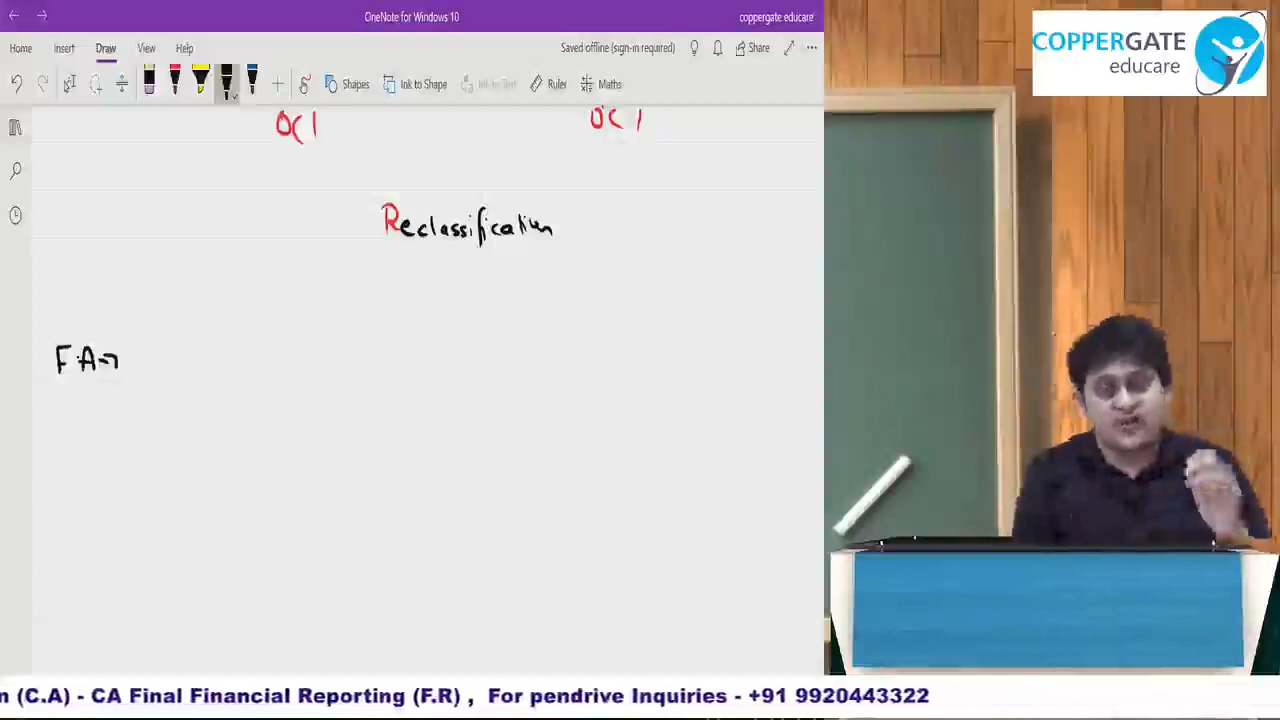 OneNote for Windows 10
coppergate educare
Home Insert Draw View Help
Saved offline (sign-in required)
Share
Shapes
Ink to Shape
Ink to Text
Ruler
Maths
COPPERGATE
educare
OCI
OCI
Reclassification
F.A→
n (C.A) - CA Final Financial Reporting (F.R) , For pendrive Inquiries - +91 9920443322